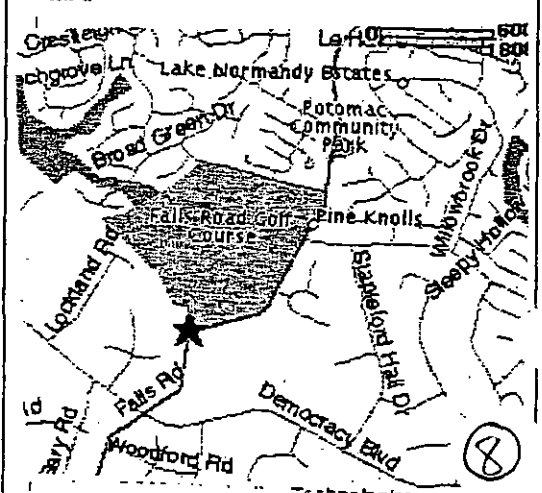 Lake Normandy Estates
Potomac
Community
Park
Broad Green Dr
Falls Road Golf
Course
Pine Knolls
Willowbrook Dr
Lockland Rd
Stapleford Hall Dr
Falls Rd
Democracy Blvd
Woodford Rd
8